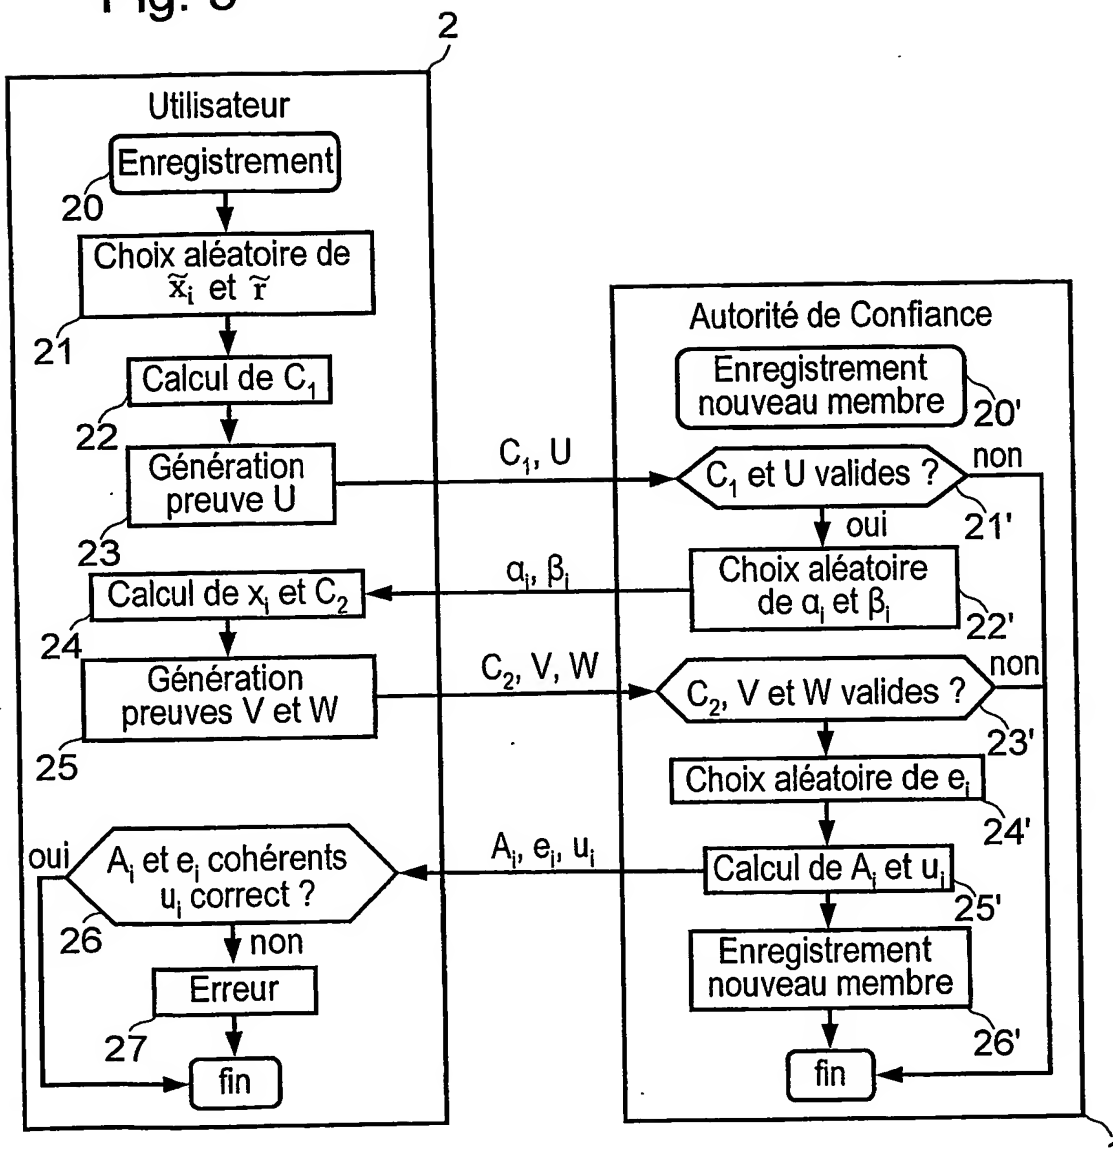 2
Utilisateur
Enregistrement
20
Choix aléatoire de
x̃i et r̃
21
Calcul de C1
22
Génération
preuve U
23
C1, U
Autorité de Confiance
Enregistrement
nouveau membre
20'
C1 et U valides ?
non
21'
oui
Choix aléatoire
de αi et βi
22'
αi, βi
Calcul de xi et C2
24
Génération
preuves V et W
25
C2, V, W
C2, V et W valides ?
non
23'
Choix aléatoire de ei
24'
Calcul de Ai et ui
25'
Ai, ei, ui
oui
Ai et ei cohérents
ui correct ?
26
non
Erreur
27
fin
Enregistrement
nouveau membre
26'
fin